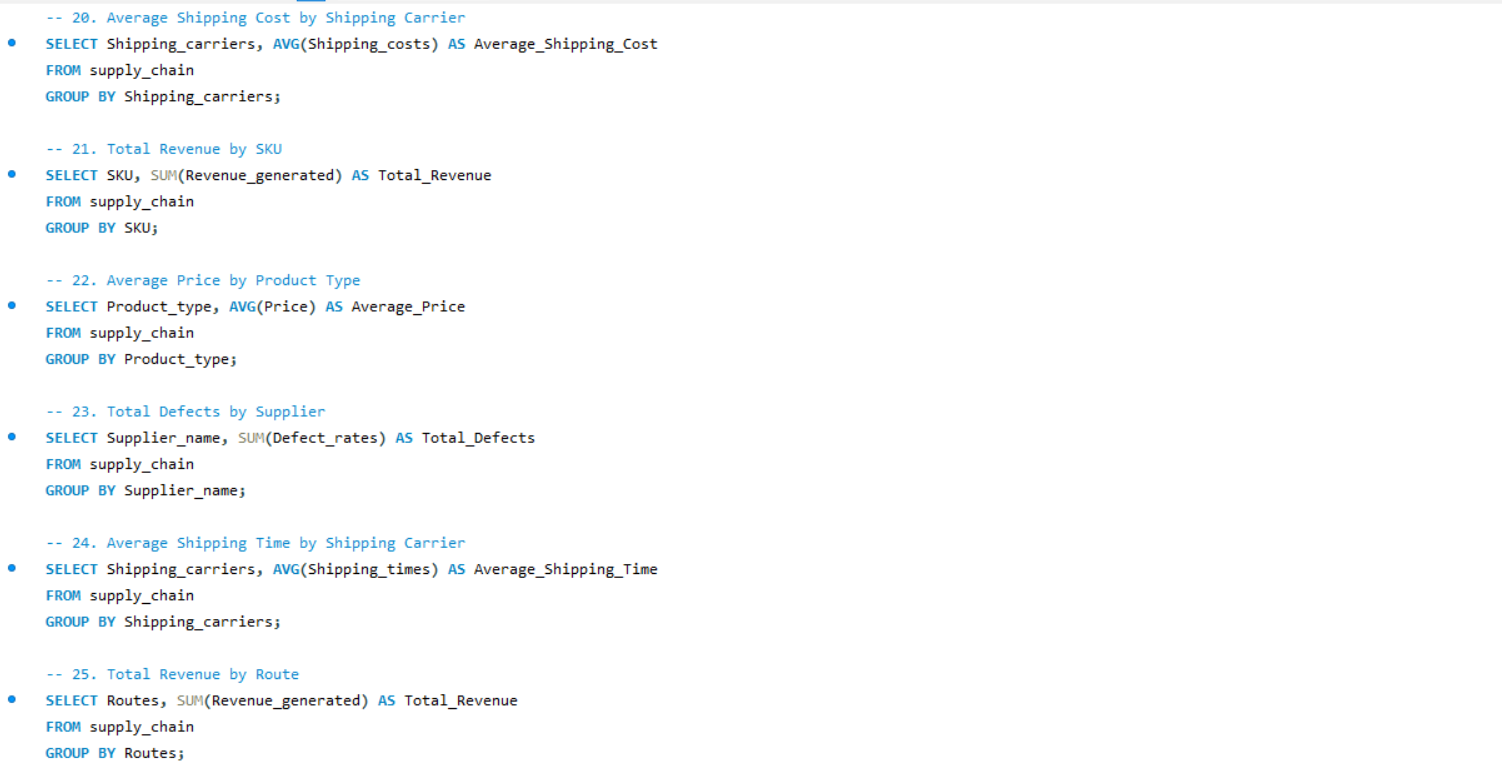 -- 20. Average Shipping Cost by Shipping Carrier
SELECT Shipping_carriers, AVG(Shipping_costs) AS Average_Shipping_Cost
FROM supply_chain
GROUP BY Shipping_carriers;
-- 21. Total Revenue by SKU
SELECT SKU, SUM(Revenue_generated) AS Total_Revenue
FROM supply_chain
GROUP BY SKU;
-- 22. Average Price by Product Type
SELECT Product_type, AVG(Price) AS Average_Price
FROM supply_chain
GROUP BY Product_type;
-- 23. Total Defects by Supplier
SELECT Supplier_name, SUM(Defect_rates) AS Total_Defects
FROM supply_chain
GROUP BY Supplier_name;
-- 24. Average Shipping Time by Shipping Carrier
SELECT Shipping_carriers, AVG(Shipping_times) AS Average_Shipping_Time
FROM supply_chain
GROUP BY Shipping_carriers;
-- 25. Total Revenue by Route
SELECT Routes, SUM(Revenue_generated) AS Total_Revenue
FROM supply_chain
GROUP BY Routes;